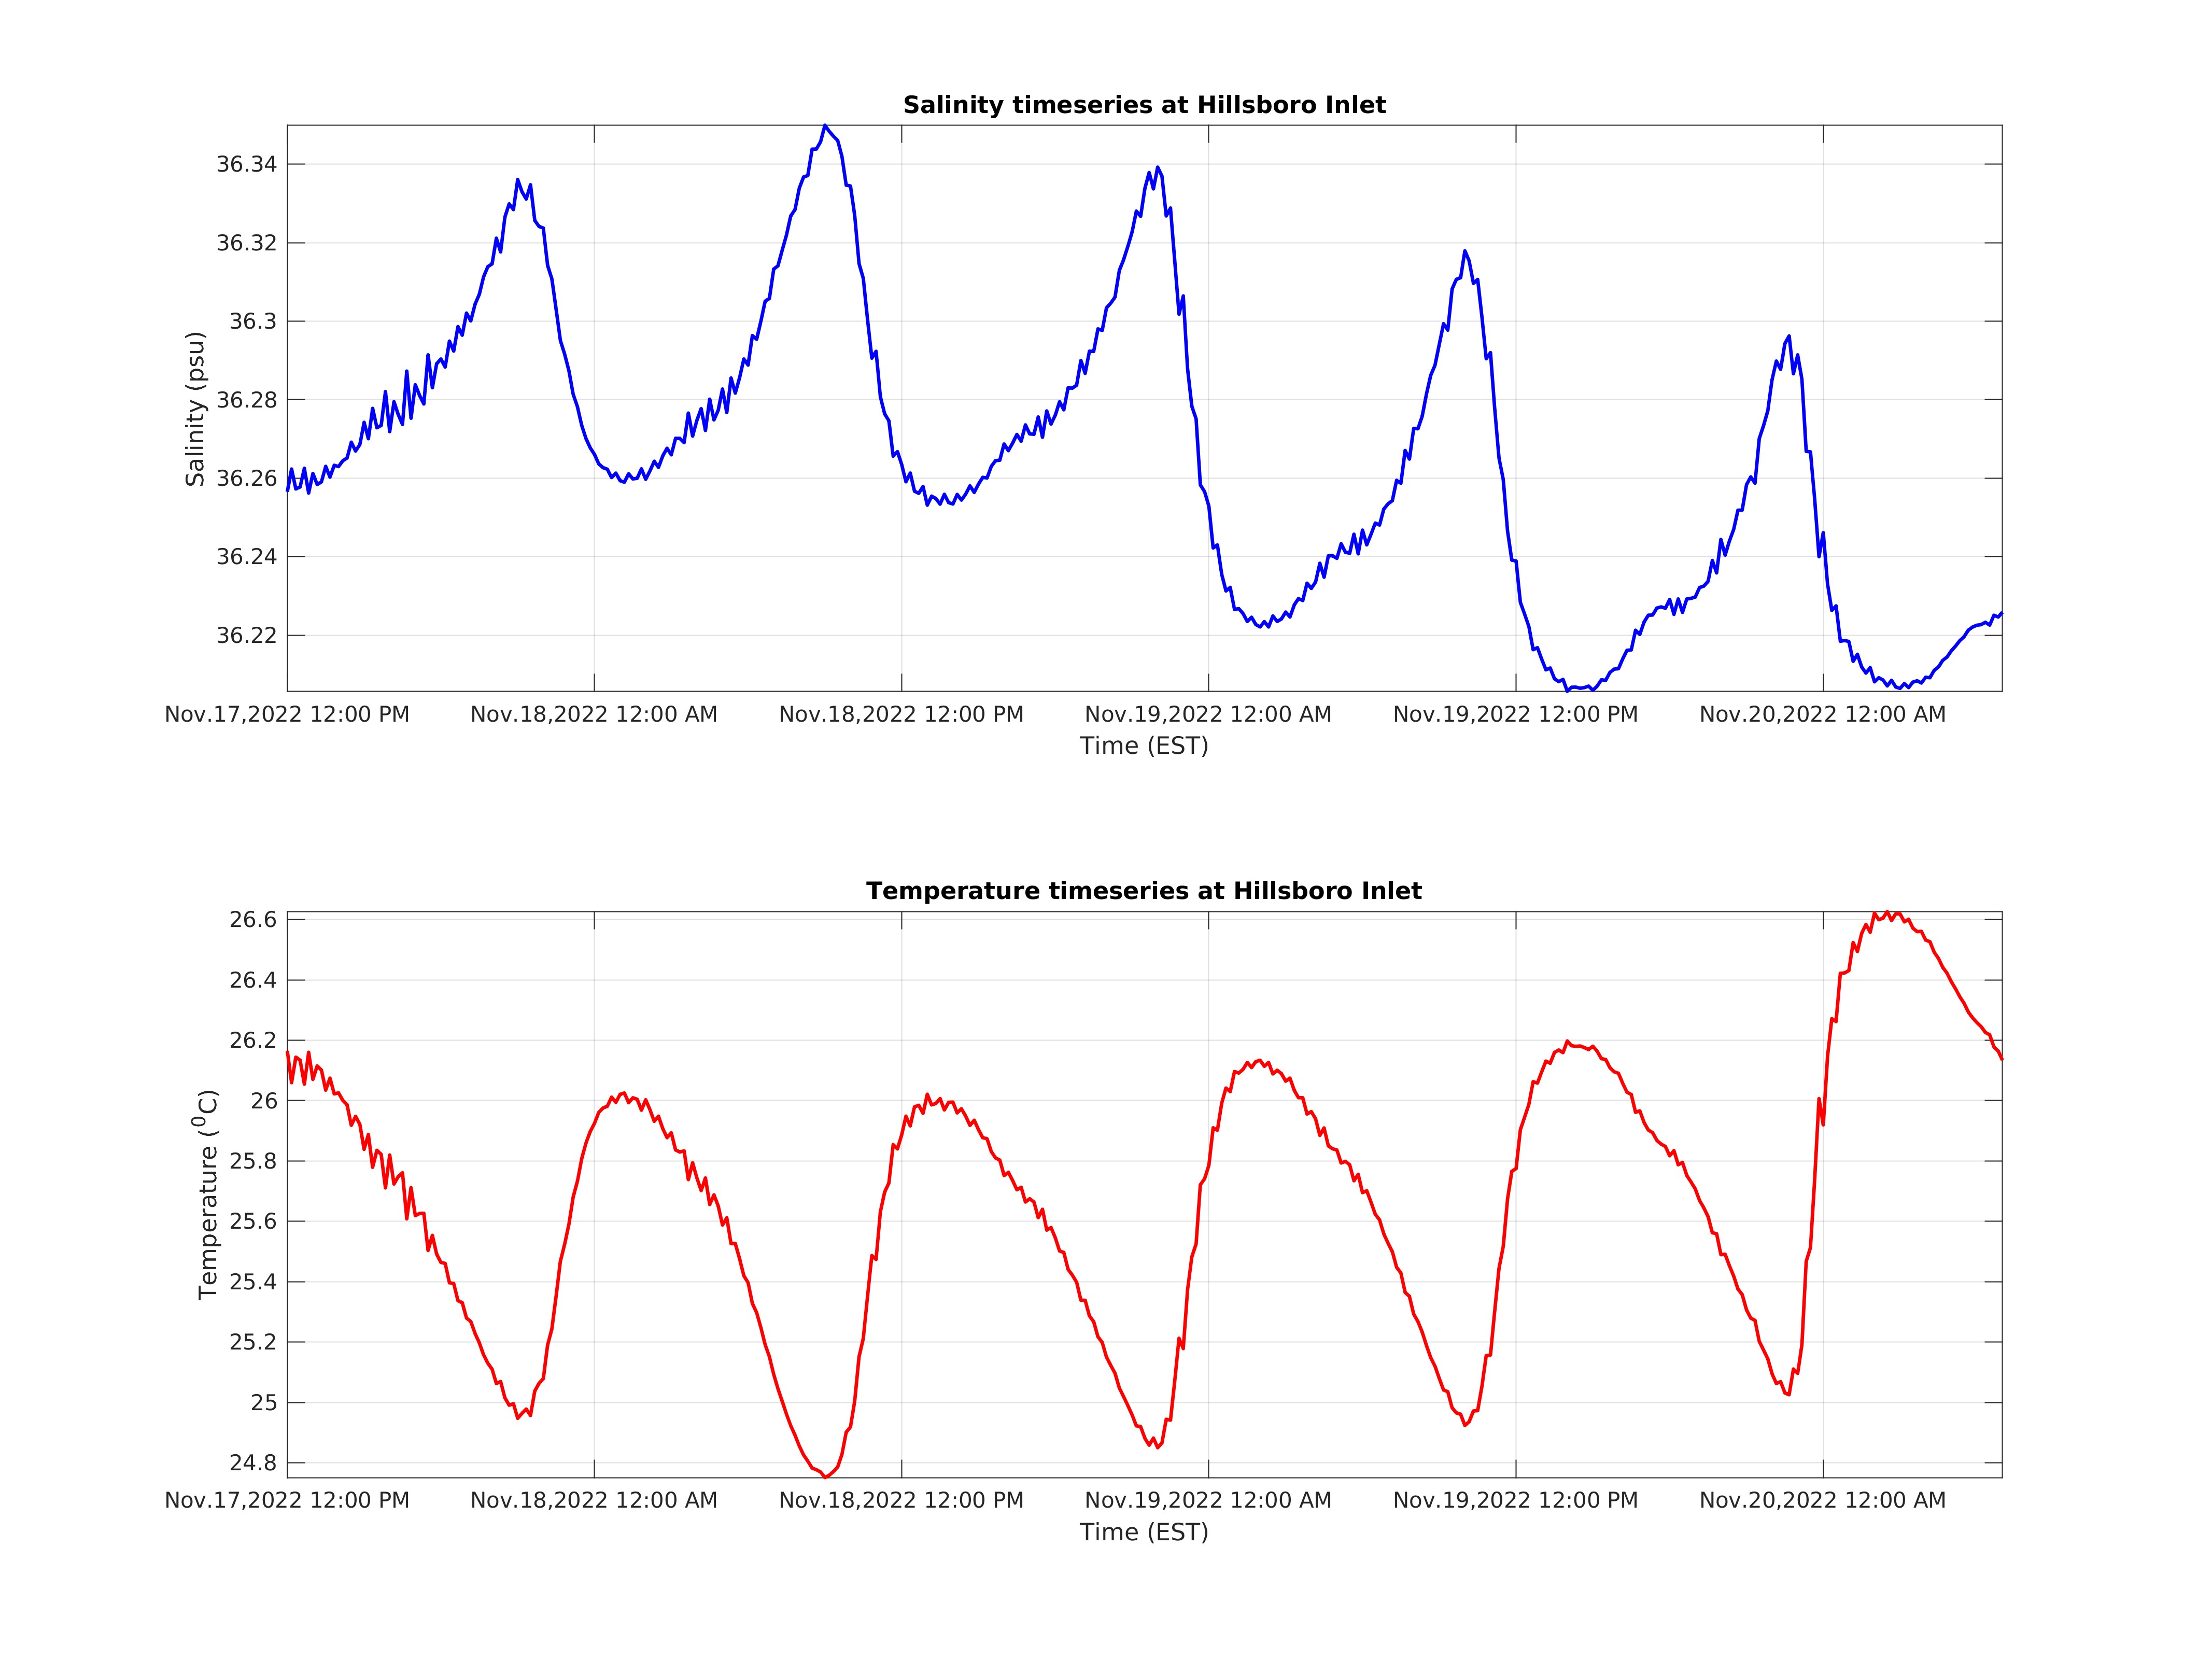 Salinity timeseries at Hillsboro Inlet
36.34
36.32
36.3
36.28
36.26
36.24
36.22
Salinity (psu)
Nov.17,2022 12:00 PM Nov.18,2022 12:00 AM Nov.18,2022 12:00 PM Nov.19,2022 12:00 AM Nov.19,2022 12:00 PM Nov.20,2022 12:00 AM
Time (EST)
Temperature timeseries at Hillsboro Inlet
26.6
26.4
26.2
26
25.8
25.6
25.4
25.2
25
24.8
Temperature (⁰C)
Nov.17,2022 12:00 PM Nov.18,2022 12:00 AM Nov.18,2022 12:00 PM Nov.19,2022 12:00 AM Nov.19,2022 12:00 PM Nov.20,2022 12:00 AM
Time (EST)